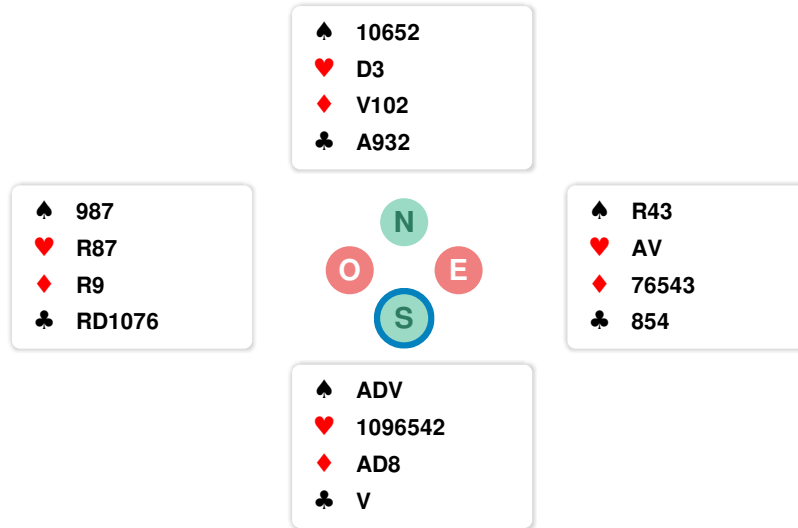 ♠ 10652
♥ D3
♦ V102
♣ A932
♠ 987
♥ R87
♦ R9
♣ RD1076
N
O E
S
♠ R43
♥ AV
♦ 76543
♣ 854
♠ ADV
♥ 1096542
♦ AD8
♣ V